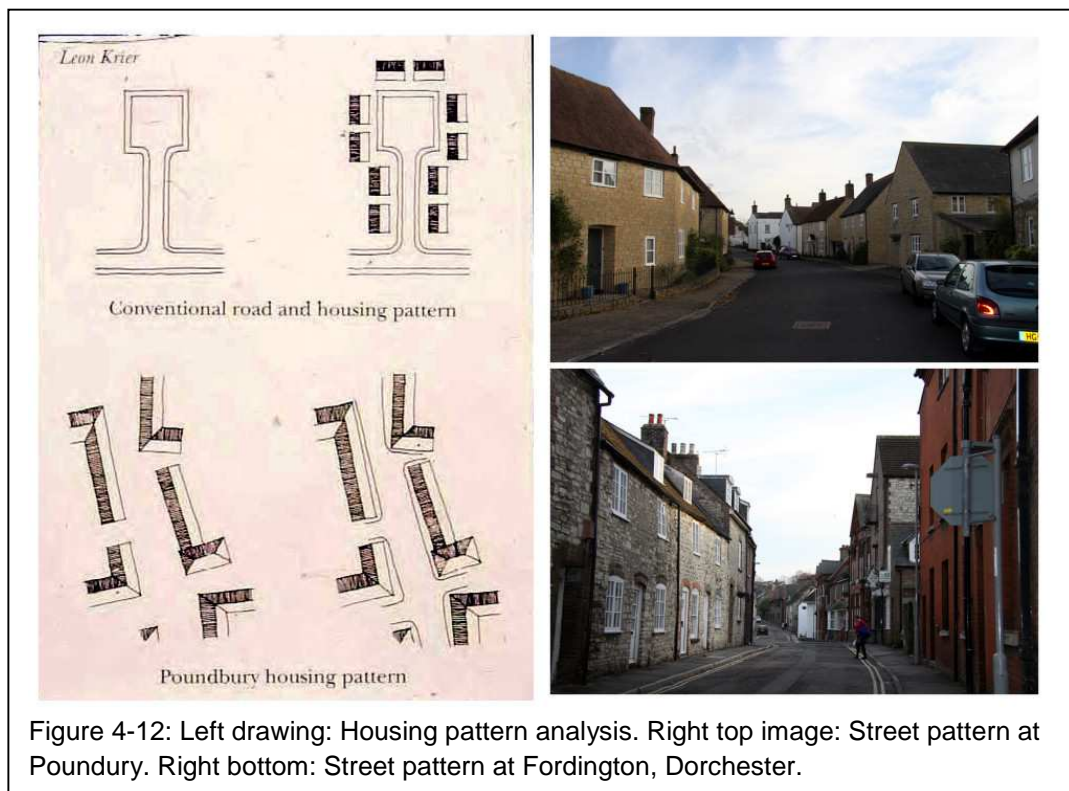 Leon Krier
Conventional road and housing pattern
Poundbury housing pattern
HG
Figure 4-12: Left drawing: Housing pattern analysis. Right top image: Street pattern at
Poundury. Right bottom: Street pattern at Fordington, Dorchester.